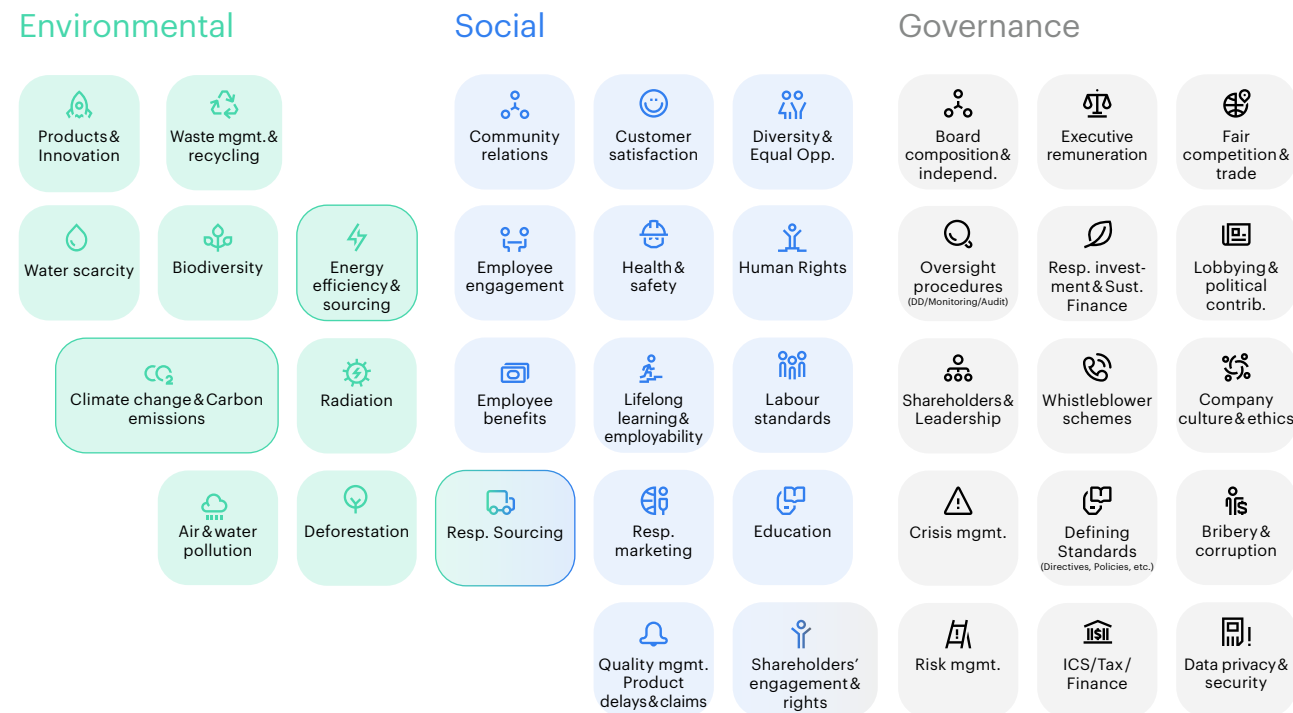 Environmental
Social
Governance
Products &
Innovation
Waste mgmt. &
recycling
Community
relations
Customer
satisfaction
Diversity &
Equal Opp.
Board
composition &
independ.
Executive
remuneration
Fair
competition &
trade
Water scarcity
Biodiversity
Energy
efficiency &
sourcing
Employee
engagement
Health &
safety
Human Rights
Oversight
procedures
(DD/Monitoring/Audit)
Resp. invest-
ment & Sust.
Finance
Lobbying &
political
contrib.
CO2
Climate change & Carbon
emissions
Radiation
Employee
benefits
Lifelong
learning &
employability
Labour
standards
Shareholders &
Leadership
Whistleblower
schemes
Company
culture & ethics
Air & water
pollution
Deforestation
Resp. Sourcing
Resp.
marketing
Education
Crisis mgmt.
Defining
Standards
(Directives, Policies, etc.)
Bribery &
corruption
Quality mgmt.
Product
delays & claims
Shareholders’
engagement &
rights
Risk mgmt.
ICS/Tax/
Finance
Data privacy &
security